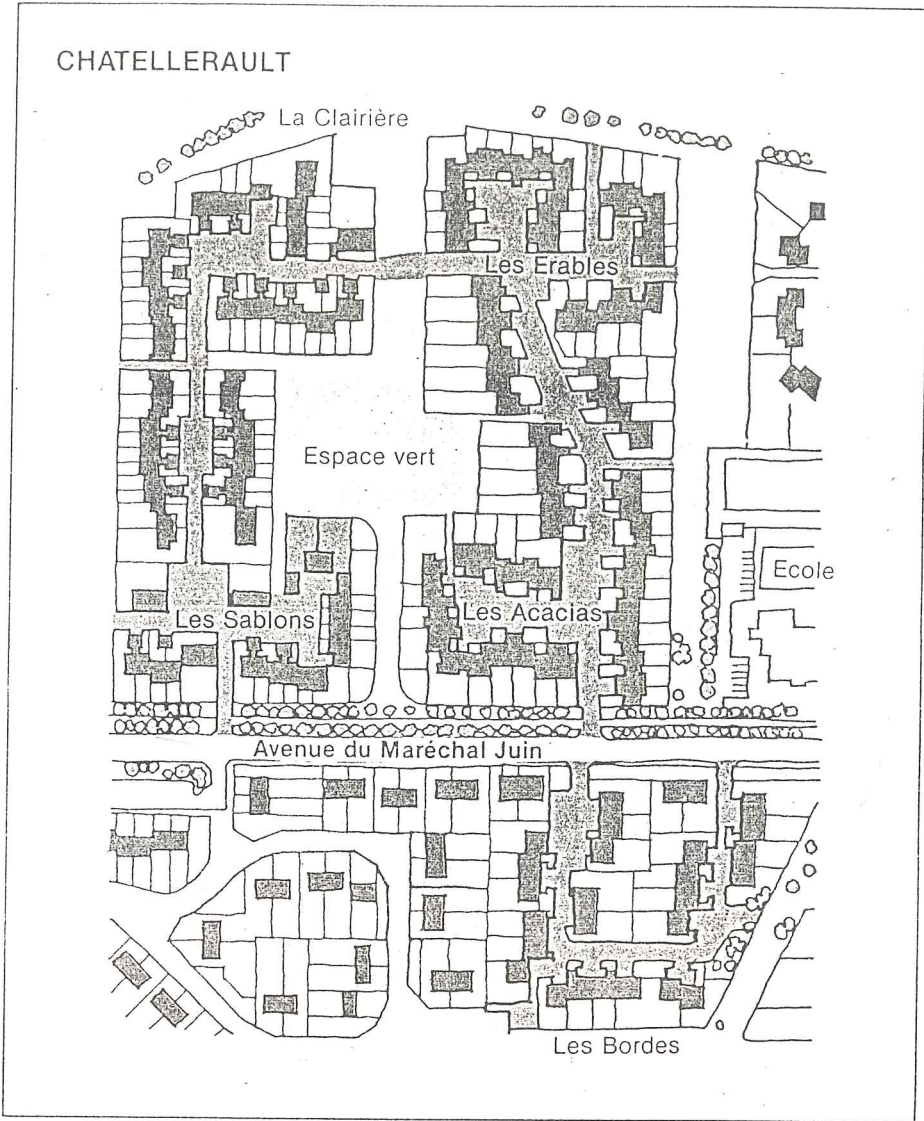 CHATELLERAULT
La Clairière
Les Erables
Espace vert
Ecole
Les Sablons
Les Acacias
Avenue du Maréchal Juin
Les Bordes